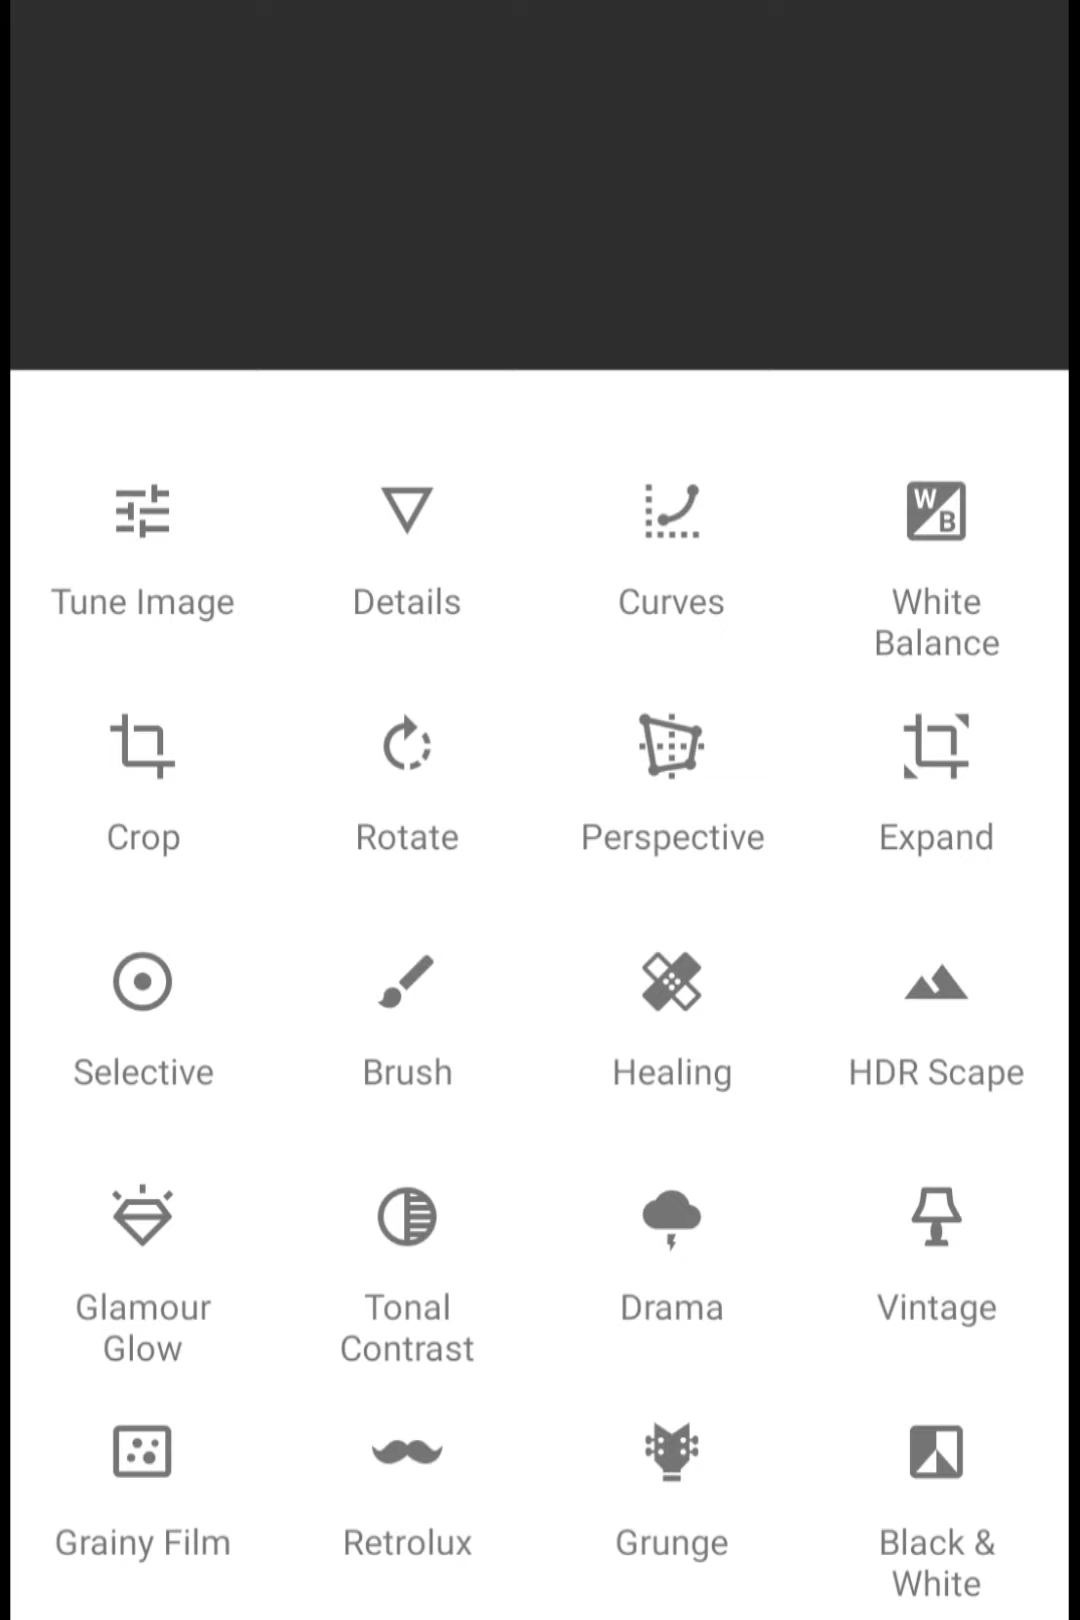 Tune Image
Details
Curves
W
B
White
Balance
Crop
Rotate
Perspective
Expand
Selective
Brush
Healing
HDR Scape
Glamour
Glow
Tonal
Contrast
Drama
Vintage
Grainy Film
Retrolux
Grunge
Black &
White